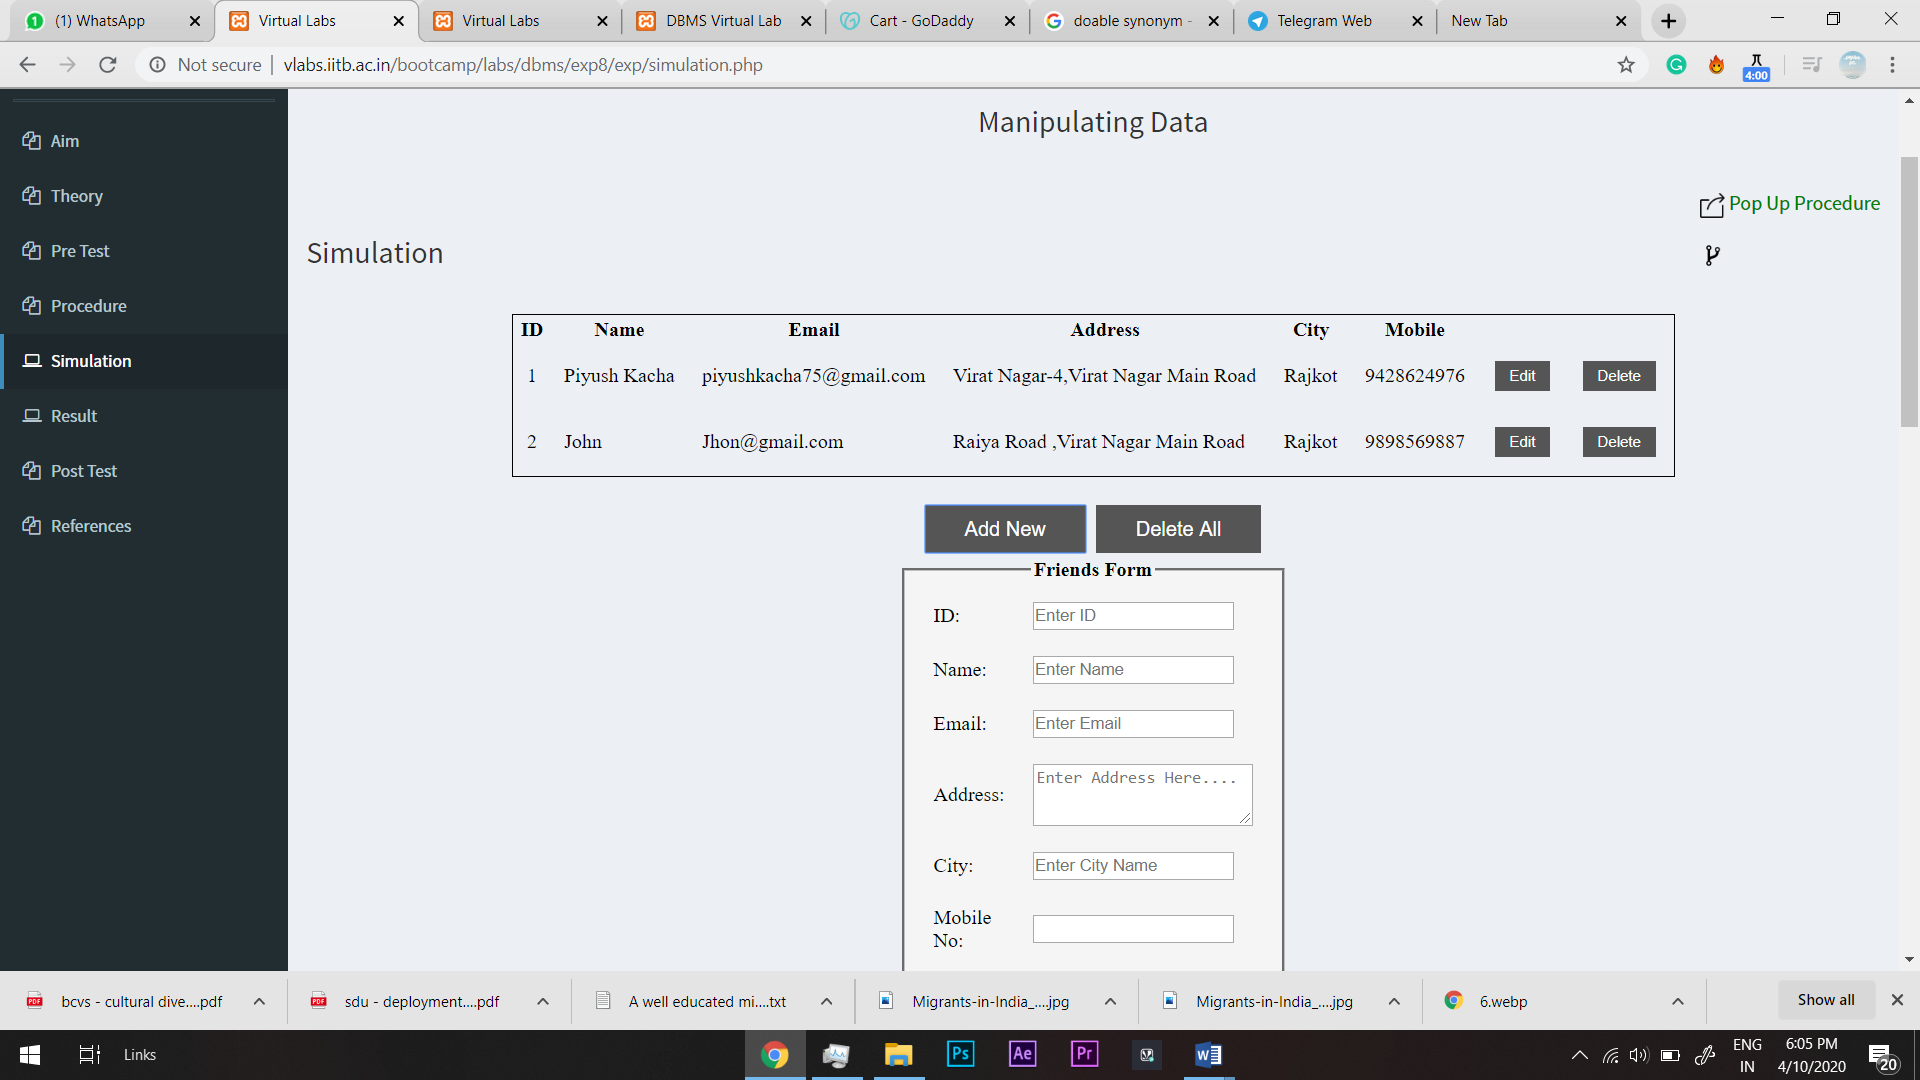 (1) WhatsApp
Virtual Labs
Virtual Labs
DBMS Virtual Lab
Cart - GoDaddy
doable synonym -
Telegram Web
New Tab
Not secure
vlabs.iitb.ac.in/bootcamp/labs/dbms/exp8/exp/simulation.php
4:00
Aim
Theory
Pre Test
Procedure
Simulation
Result
Post Test
References
Manipulating Data
Pop Up Procedure
Simulation
ID Name Email Address City Mobile
1 Piyush Kacha piyushkacha75@gmail.com Virat Nagar-4,Virat Nagar Main Road Rajkot 9428624976 Edit Delete
2 John Jhon@gmail.com Raiya Road ,Virat Nagar Main Road Rajkot 9898569887 Edit Delete
Add New Delete All
Friends Form
ID: Enter ID
Name: Enter Name
Email: Enter Email
Address: Enter Address Here....
City: Enter City Name
Mobile
No:
bcvs - cultural dive....pdf
sdu - deployment....pdf
A well educated mi....txt
Migrants-in-India_....jpg
Migrants-in-India_....jpg
6.webp
Show all
Links
Ps
Ae
Pr
ENG
IN
6:05 PM
4/10/2020
20